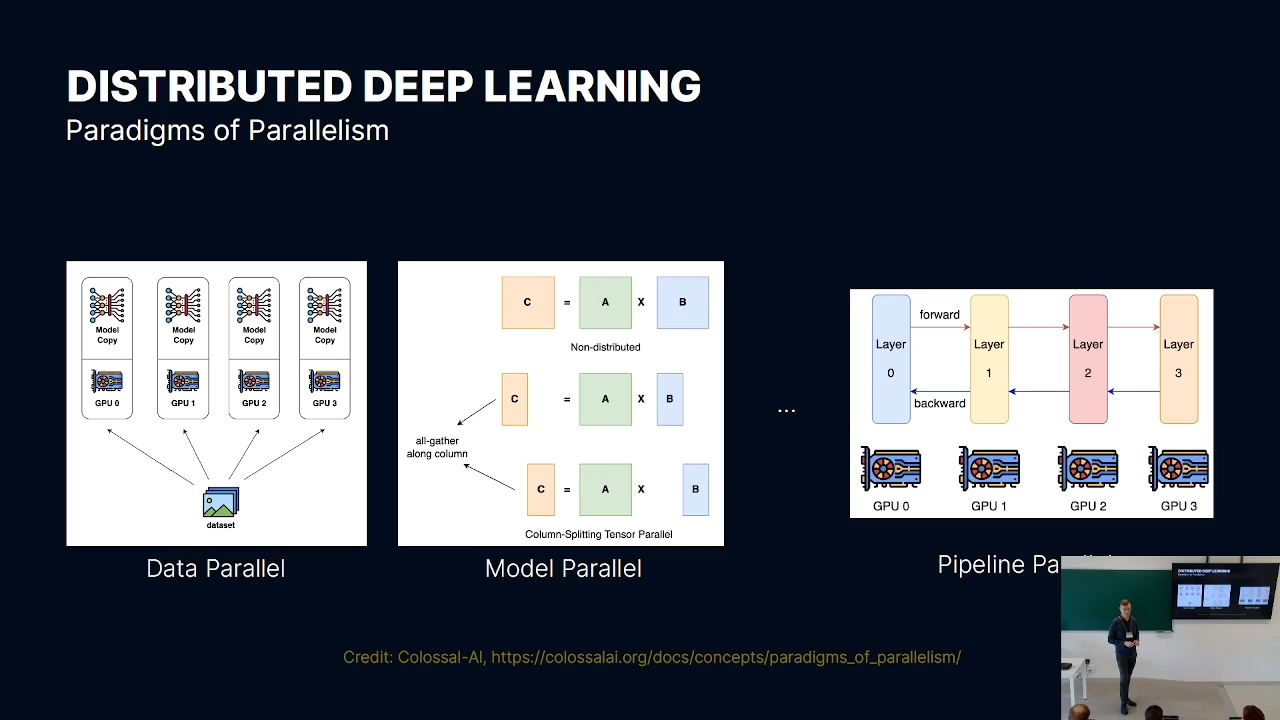 DISTRIBUTED DEEP LEARNING
Paradigms of Parallelism
Model
Copy
GPU 0
Model
Copy
GPU 1
Model
Copy
GPU 2
Model
Copy
GPU 3
dataset
Data Parallel
C = A X B
Non-distributed
C = A X B
all-gather
along column
C = A X B
Column-Splitting Tensor Parallel
Model Parallel
...
forward
Layer
0
Layer
1
Layer
2
Layer
3
backward
GPU 0
GPU 1
GPU 2
GPU 3
Pipeline
Credit: Colossal-AI, https://colossalai.org/docs/concepts/paradigms_of_parallelism/
DISTRIBUTED DEEP LEARNING